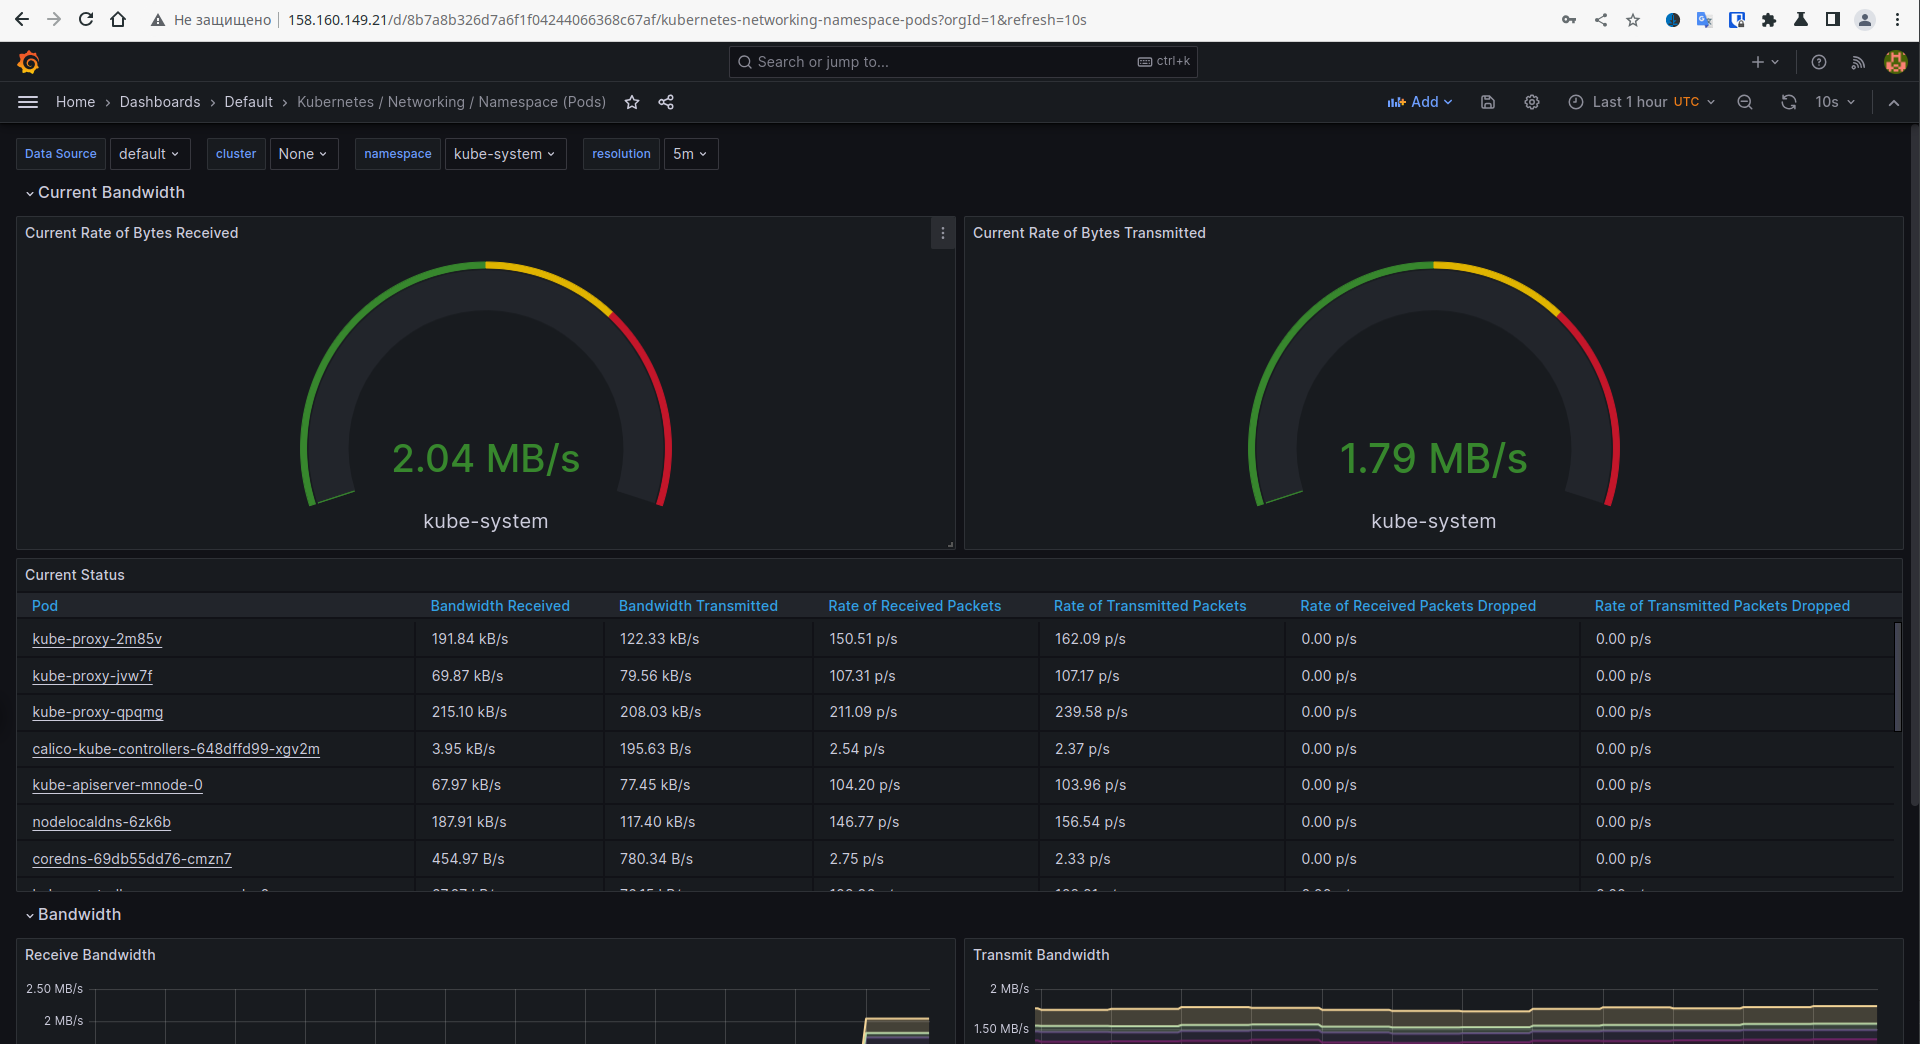 Не защищено 158.160.149.21/d/8b7a8b326d7a6f1f04244066368c67af/kubernetes-networking-namespace-pods?orgId=1&refresh=10s
Search or jump to... ctrl+k
Home Dashboards Default Kubernetes / Networking / Namespace (Pods) Add Last 1 hour UTC 10s
Data Source default cluster None namespace kube-system resolution 5m
Current Bandwidth
Current Rate of Bytes Received
2.04 MB/s
kube-system
Current Rate of Bytes Transmitted
1.79 MB/s
kube-system
Current Status
Pod Bandwidth Received Bandwidth Transmitted Rate of Received Packets Rate of Transmitted Packets Rate of Received Packets Dropped Rate of Transmitted Packets Dropped
kube-proxy-2m85v 191.84 kB/s 122.33 kB/s 150.51 p/s 162.09 p/s 0.00 p/s 0.00 p/s
kube-proxy-jvw7f 69.87 kB/s 79.56 kB/s 107.31 p/s 107.17 p/s 0.00 p/s 0.00 p/s
kube-proxy-qpqmg 215.10 kB/s 208.03 kB/s 211.09 p/s 239.58 p/s 0.00 p/s 0.00 p/s
calico-kube-controllers-648dffd99-xgv2m 3.95 kB/s 195.63 B/s 2.54 p/s 2.37 p/s 0.00 p/s 0.00 p/s
kube-apiserver-mnode-0 67.97 kB/s 77.45 kB/s 104.20 p/s 103.96 p/s 0.00 p/s 0.00 p/s
nodelocaldns-6zk6b 187.91 kB/s 117.40 kB/s 146.77 p/s 156.54 p/s 0.00 p/s 0.00 p/s
coredns-69db55dd76-cmzn7 454.97 B/s 780.34 B/s 2.75 p/s 2.33 p/s 0.00 p/s 0.00 p/s
Bandwidth
Receive Bandwidth
2.50 MB/s
2 MB/s
Transmit Bandwidth
2 MB/s
1.50 MB/s